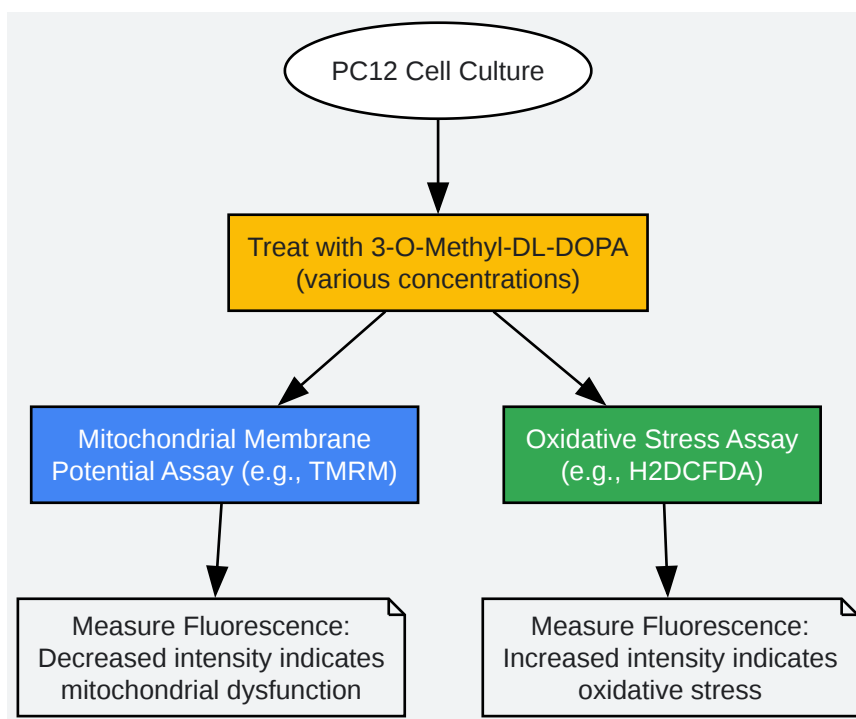 PC12 Cell Culture
Treat with 3-O-Methyl-DL-DOPA
(various concentrations)
Mitochondrial Membrane
Potential Assay (e.g., TMRM)
Oxidative Stress Assay
(e.g., H2DCFDA)
Measure Fluorescence:
Decreased intensity indicates
mitochondrial dysfunction
Measure Fluorescence:
Increased intensity indicates
oxidative stress